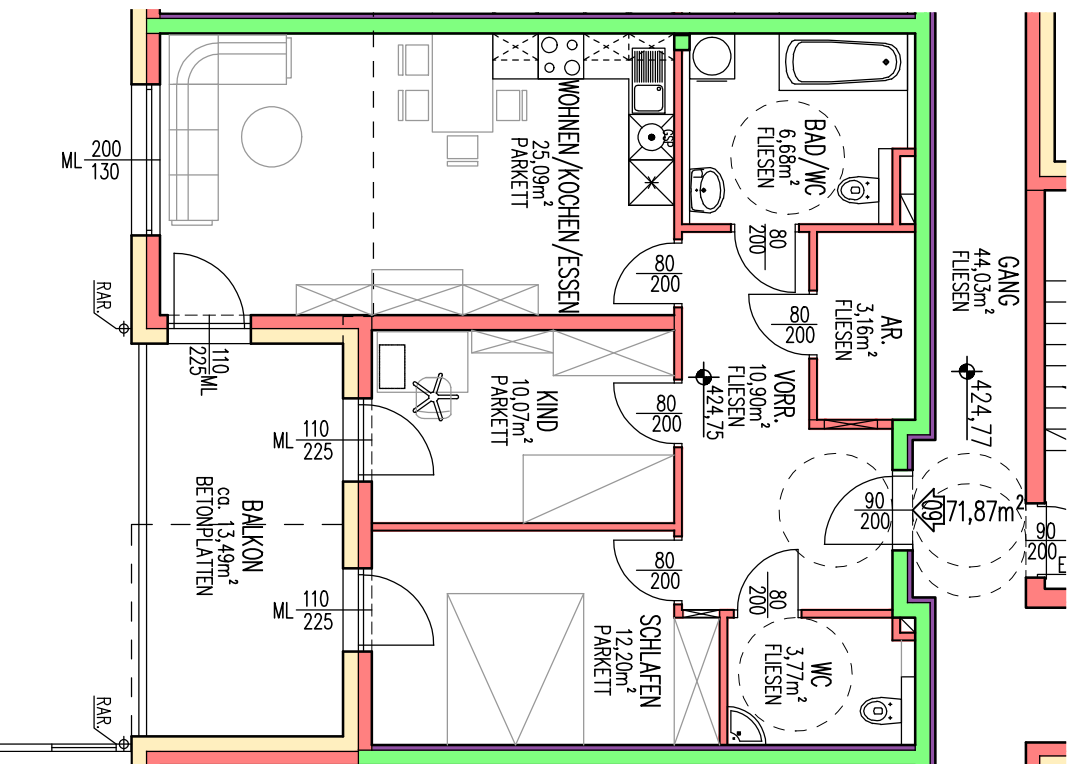 WOHNEN/KOCHEN/ESSEN
25,09m²
PARKETT
GSP
BAD/WC
6,68m²
FLIESEN
ML 200
130
RAR.
80
200
80
200
80
200
AR.
3,16m²
FLIESEN
GANG
44,03m²
FLIESEN
110
225
ML
KIND
10,07m²
PARKETT
80
200
VORR.
10,90m²
FLIESEN
424,75
424,77
ML 110
225
BALKON
ca. 13,49m²
BETONPLATTEN
90
200
09
71,87m²
90
200
E
ML 110
225
80
200
80
200
SCHLAFEN
12,20m²
PARKETT
WC
3,77m²
FLIESEN
RAR.